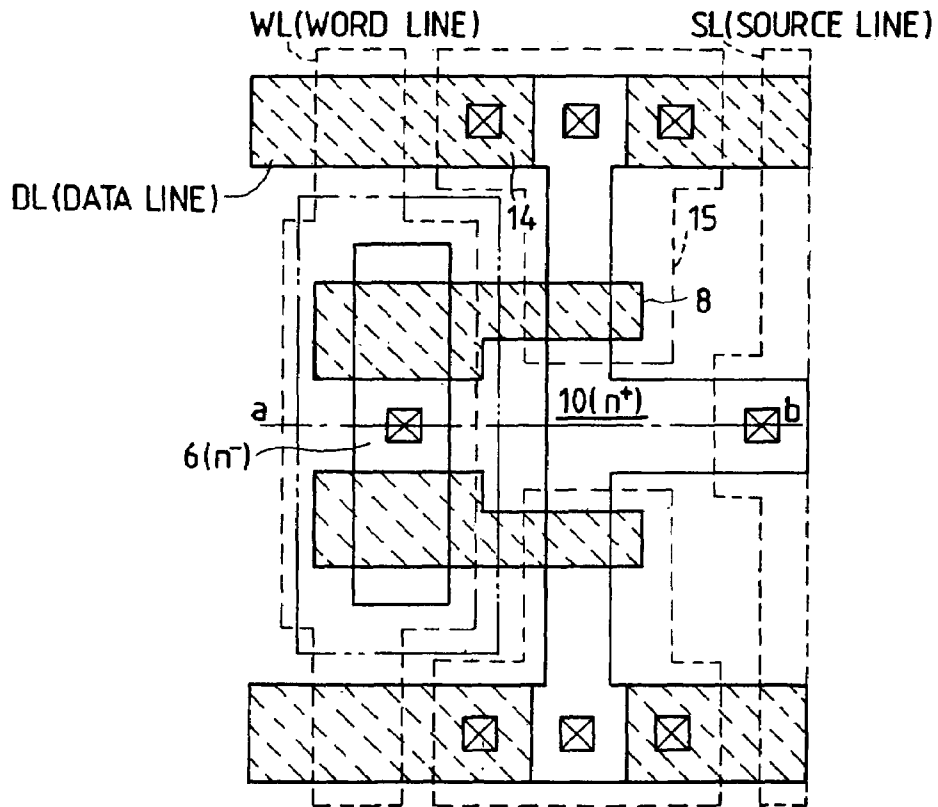 WL(WORD LINE)
SL(SOURCE LINE)
DL(DATA LINE)
14
15
8
a
10(n⁺)
b
6(n⁻)